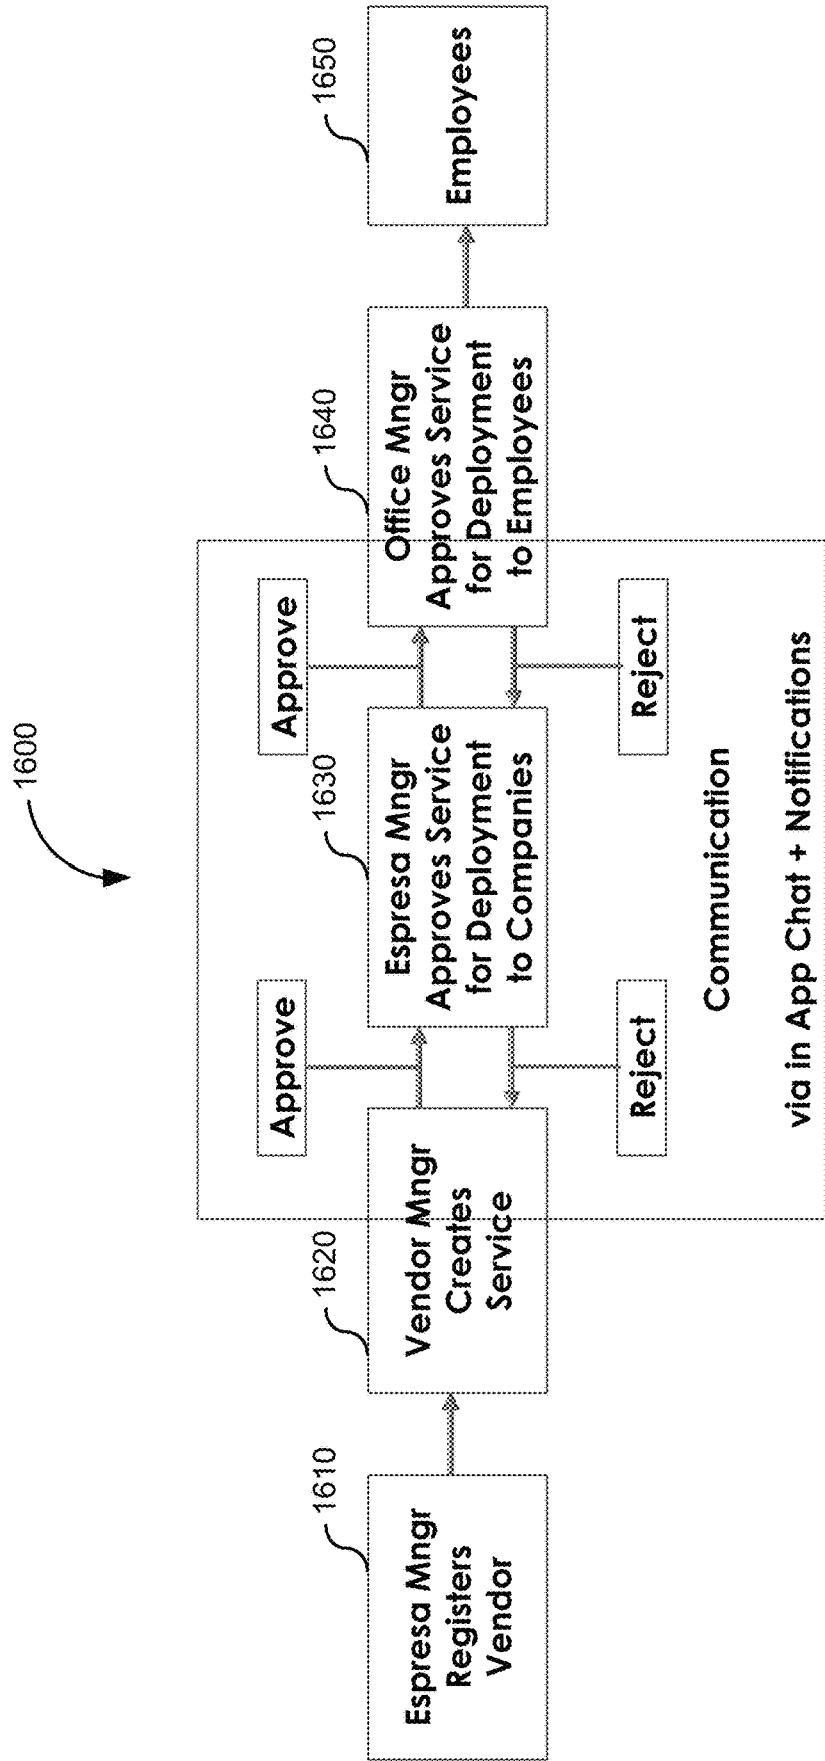 1600
1610
Espresa Mngr
Registers
Vendor
1620
Vendor Mngr
Creates
Service
Approve
Reject
1630
Espresa Mngr
Approves Service
for Deployment
to Companies
Approve
Reject
1640
Office Mngr
Approves Service
for Deployment
to Employees
1650
Employees
Communication
via in App Chat + Notifications